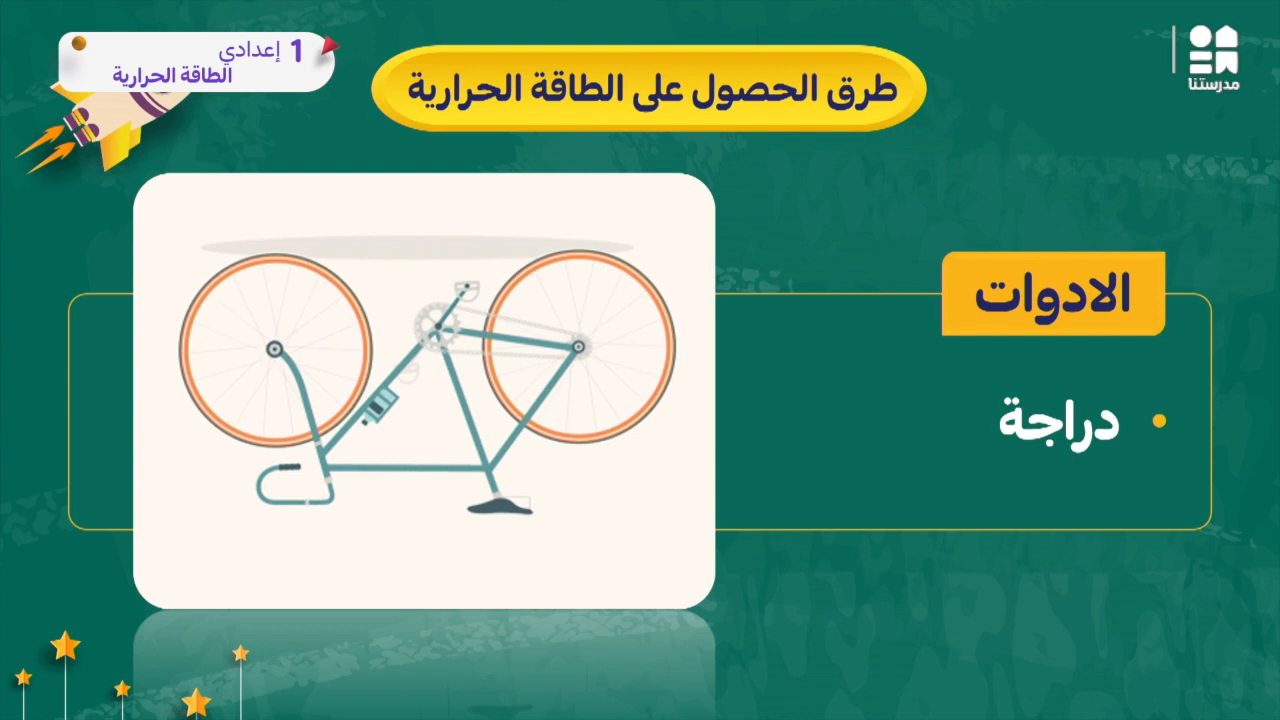 1 إعدادي
الطاقة الحرارية
طرق الحصول على الطاقة الحرارية
مدرستنا
الادوات
• دراجة